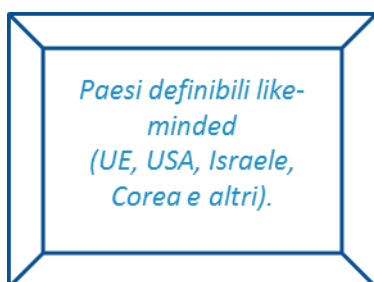 Paesi definibili like-
minded
(UE, USA, Israele,
Corea e altri).